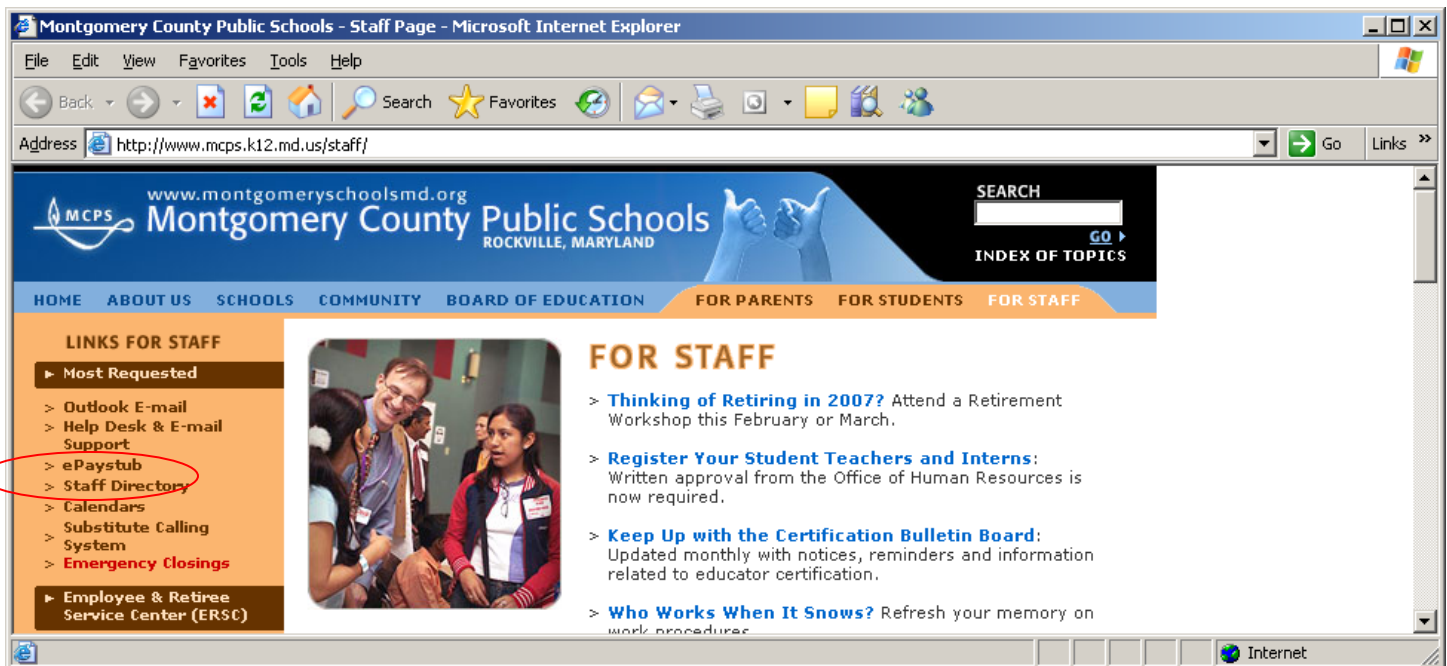 Montgomery County Public Schools - Staff Page - Microsoft Internet Explorer
File Edit View Favorites Tools Help
Back Search Favorites
Address http://www.mcps.k12.md.us/staff/ Go Links »
www.montgomeryschoolsmd.org
MCPS Montgomery County Public Schools
ROCKVILLE, MARYLAND
SEARCH
GO
INDEX OF TOPICS
HOME ABOUT US SCHOOLS COMMUNITY BOARD OF EDUCATION FOR PARENTS FOR STUDENTS FOR STAFF
LINKS FOR STAFF
Most Requested
> Outlook E-mail
> Help Desk & E-mail
Support
> ePaystub
> Staff Directory
> Calendars
> Substitute Calling
System
> Emergency Closings
Employee & Retiree
Service Center (ERSC)
FOR STAFF
> Thinking of Retiring in 2007? Attend a Retirement
Workshop this February or March.
> Register Your Student Teachers and Interns:
Written approval from the Office of Human Resources is
now required.
> Keep Up with the Certification Bulletin Board:
Updated monthly with notices, reminders and information
related to educator certification.
> Who Works When It Snows? Refresh your memory on
work procedures
Internet